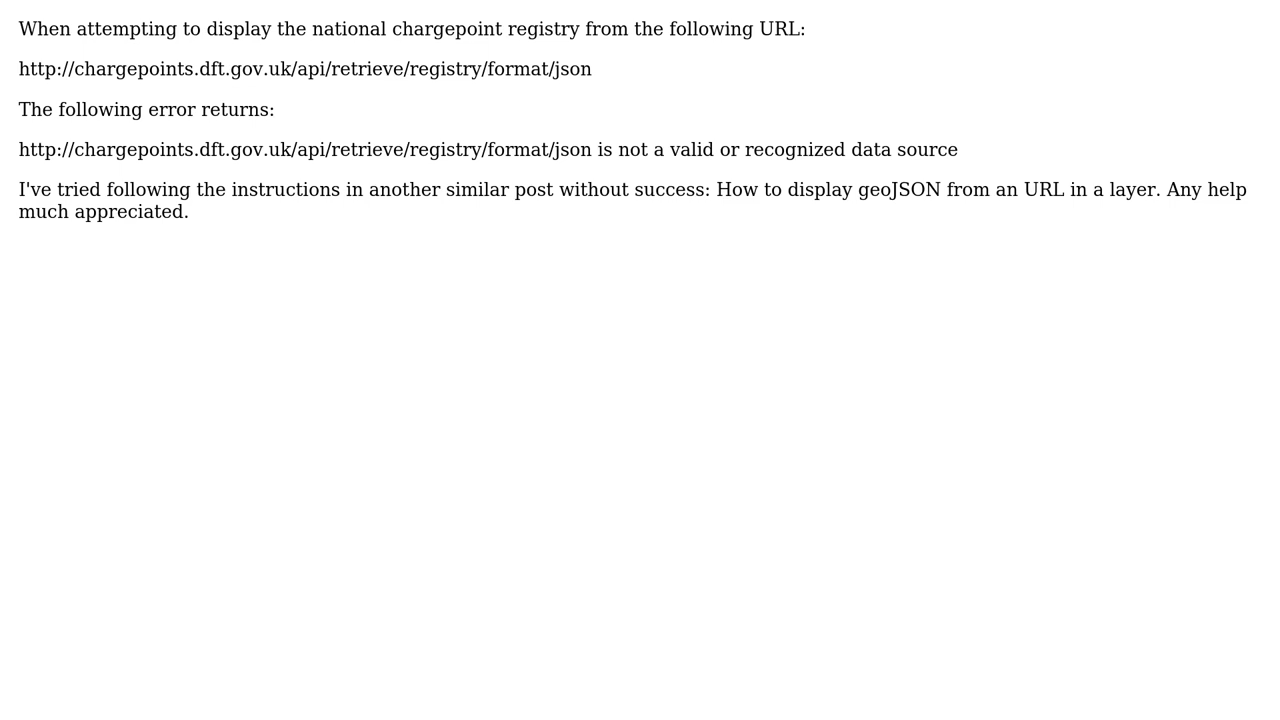 When attempting to display the national chargepoint registry from the following URL:
http://chargepoints.dft.gov.uk/api/retrieve/registry/format/json
The following error returns:
http://chargepoints.dft.gov.uk/api/retrieve/registry/format/json is not a valid or recognized data source
I've tried following the instructions in another similar post without success: How to display geoJSON from an URL in a layer. Any help
much appreciated.